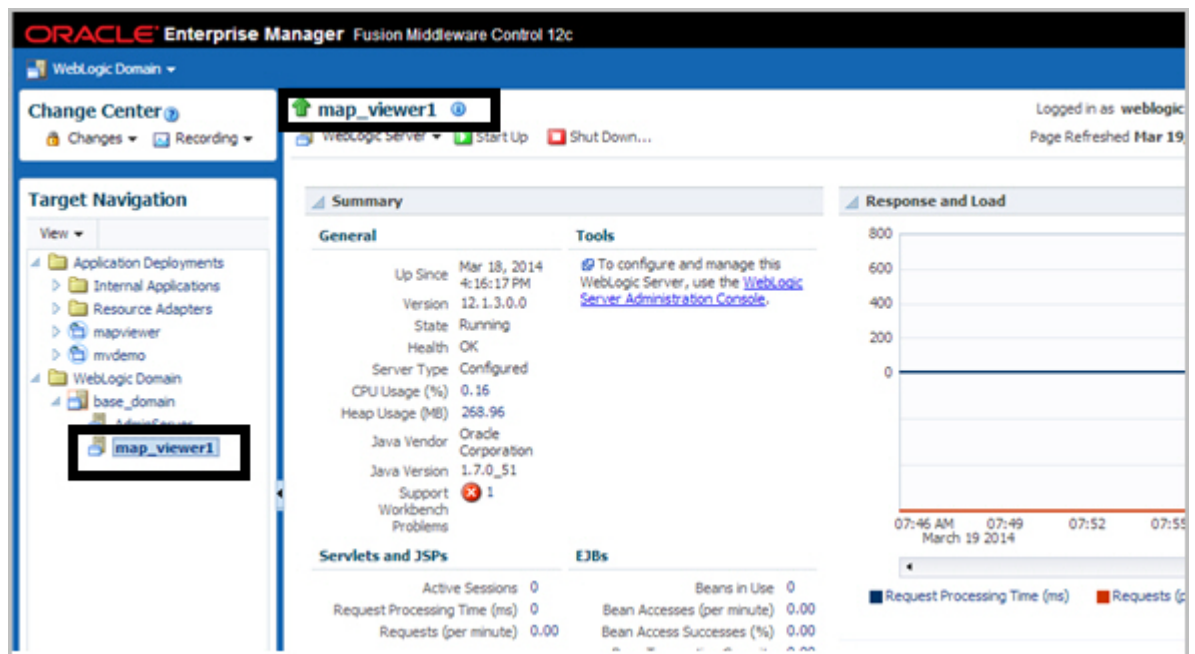 ORACLE Enterprise Manager Fusion Middleware Control 12c
WebLogic Domain
Change Center
Changes Recording
map_viewer1
Logged in as weblogic
WebLogic Server Start Up Shut Down...
Page Refreshed Mar 19,
Target Navigation
View
Application Deployments
Internal Applications
Resource Adapters
mapviewer
mvdemo
WebLogic Domain
base_domain
AdminServer
map_viewer1
Summary
General
Up Since Mar 18, 2014 4:16:17 PM
Version 12.1.3.0.0
State Running
Health OK
Server Type Configured
CPU Usage (%) 0.16
Heap Usage (MB) 268.96
Java Vendor Oracle Corporation
Java Version 1.7.0_51
Support Workbench Problems 1
Tools
To configure and manage this
WebLogic Server, use the WebLogic
Server Administration Console.
Servlets and JSPs
Active Sessions 0
Request Processing Time (ms) 0
Requests (per minute) 0.00
EJBs
Beans in Use 0
Bean Accesses (per minute) 0.00
Bean Access Successes (%) 0.00
Response and Load
800
600
400
200
0
07:46 AM 07:49 07:52 07:55
March 19 2014
Request Processing Time (ms) Requests (p